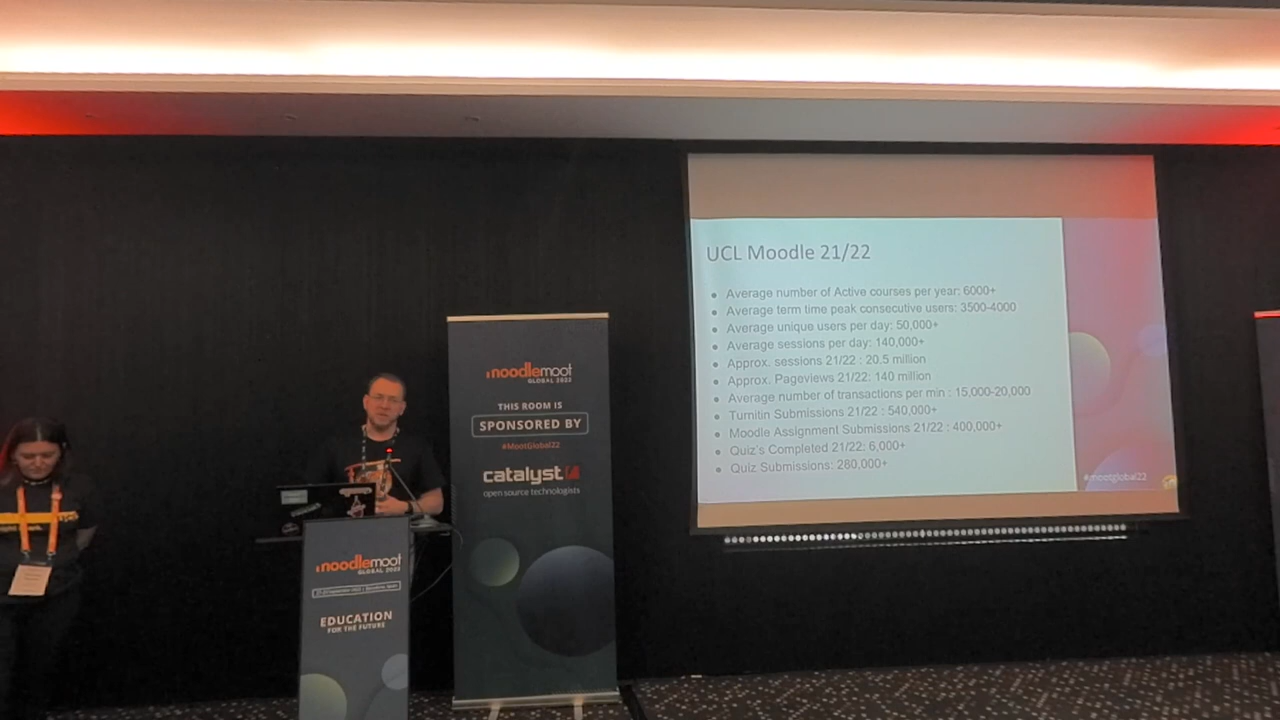 UCL Moodle 21/22
Average number of Active courses per year: 6000+
Average term time peak consecutive users: 3500-4000
Average unique users per day: 50,000+
Average sessions per day: 140,000+
Approx. sessions 21/22 : 20.5 million
Approx. Pageviews 21/22: 140 million
Average number of transactions per min : 15,000-20,000
Turnitin Submissions 21/22 : 540,000+
Moodle Assignment Submissions 21/22 : 400,000+
Quiz's Completed 21/22: 6,000+
Quiz Submissions: 280,000+
#mootglobal22
moodlemoot
GLOBAL 2022
THIS ROOM IS
SPONSORED BY
#MootGlobal22
catalyst
open source technologists
moodlemoot
GLOBAL 2022
EDUCATION
FOR THE FUTURE